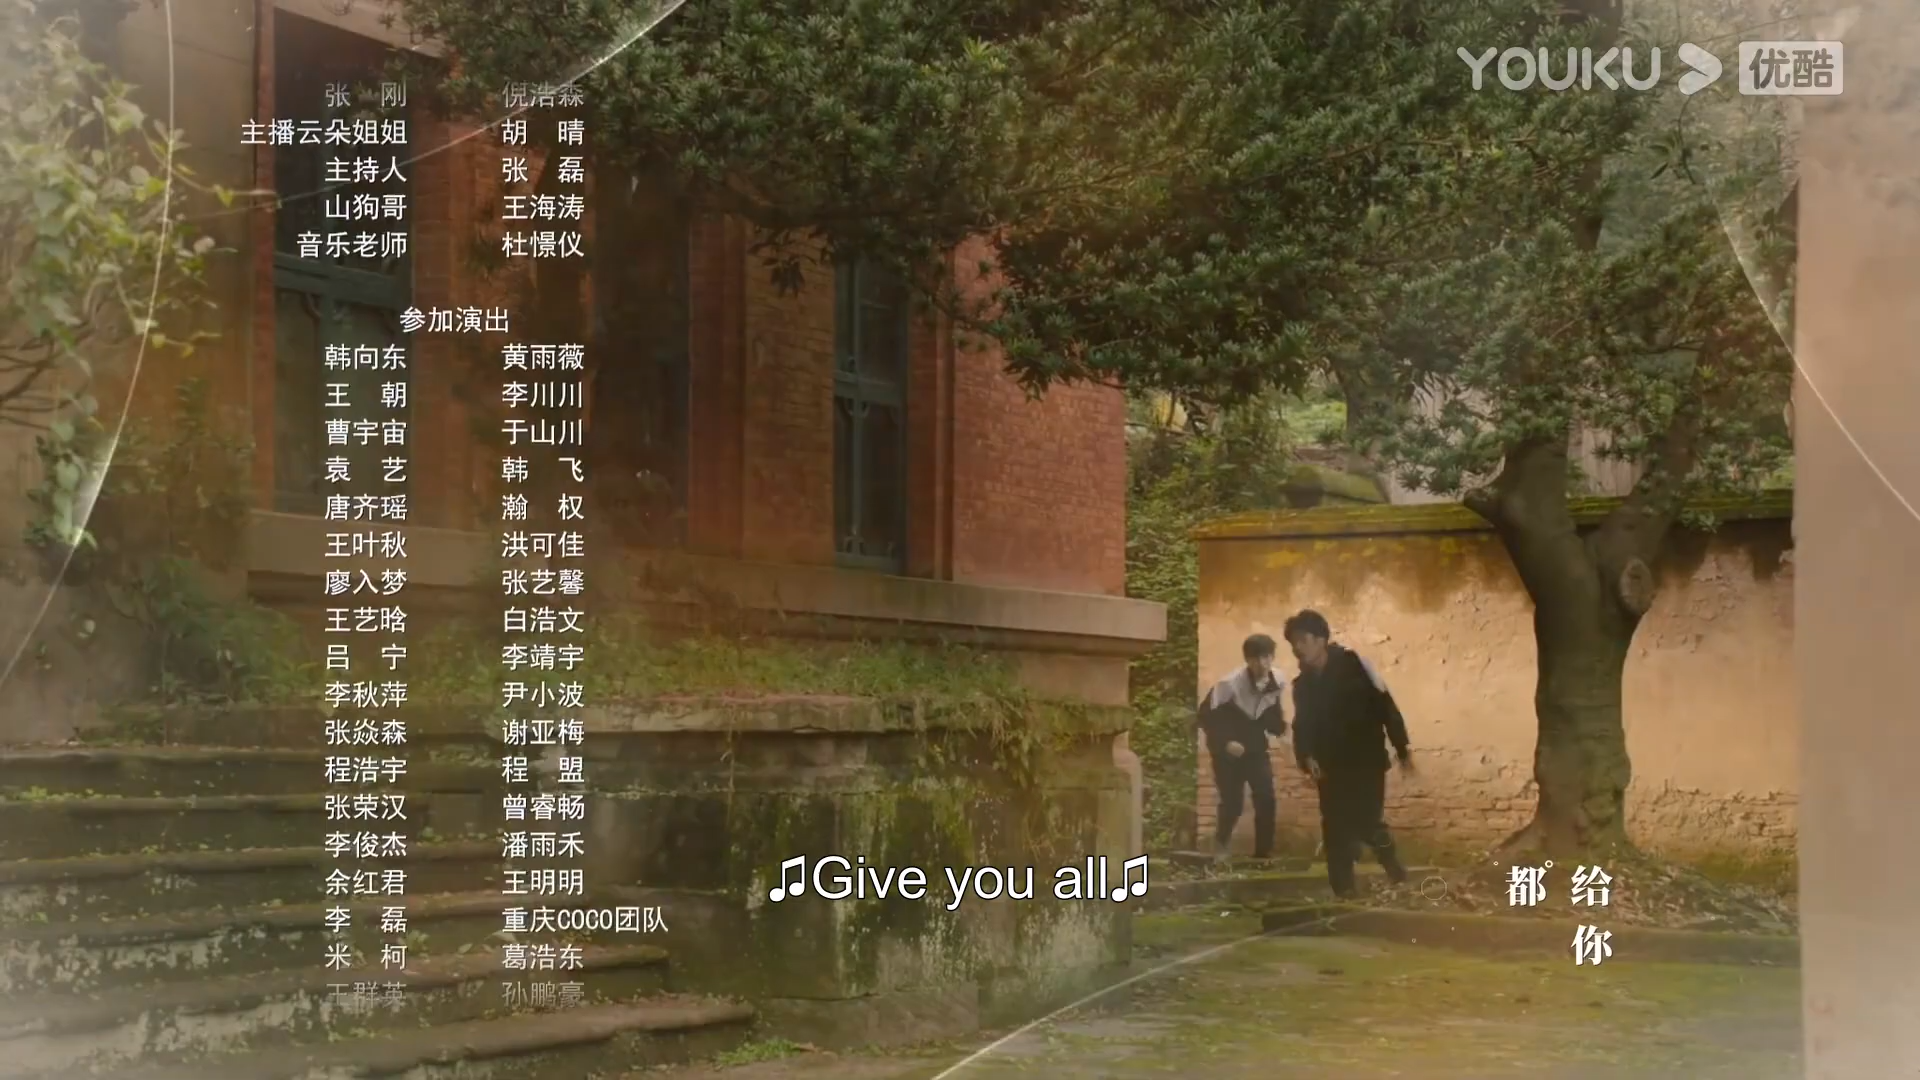 YOUKU 优酷
张 刚 倪浩森
主播云朵姐姐 胡 晴
主持人 张 磊
山狗哥 王海涛
音乐老师 杜憬仪
参加演出
韩向东 黄雨薇
王 朝 李川川
曹宇宙 于山川
袁 艺 韩 飞
唐齐瑶 瀚 权
王叶秋 洪可佳
廖入梦 张艺馨
王艺晗 白浩文
吕 宁 李靖宇
李秋萍 尹小波
张焱森 谢亚梅
程浩宇 程 盟
张荣汉 曾睿畅
李俊杰 潘雨禾
余红君 王明明
李 磊 重庆COCO团队
米 柯 葛浩东
王群英 孙鹏豪
♫Give you all♫
都给你